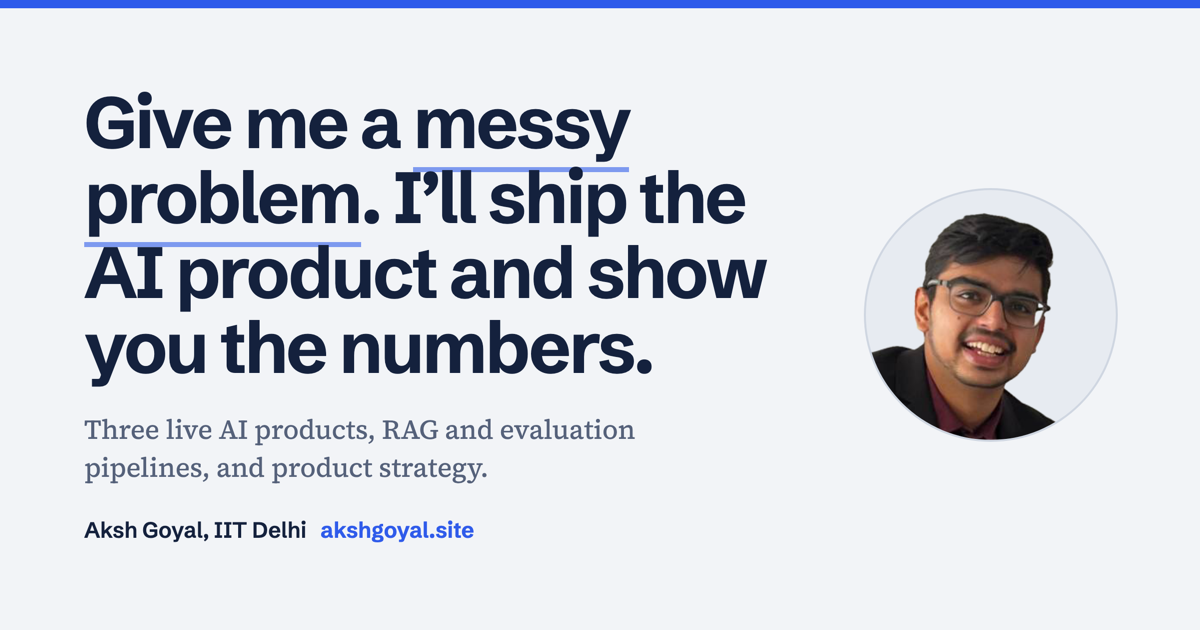 Give me a messy
problem. I’ll ship the
AI product and show
you the numbers.
Three live AI products, RAG and evaluation
pipelines, and product strategy.
Aksh Goyal, IIT Delhi akshgoyal.site